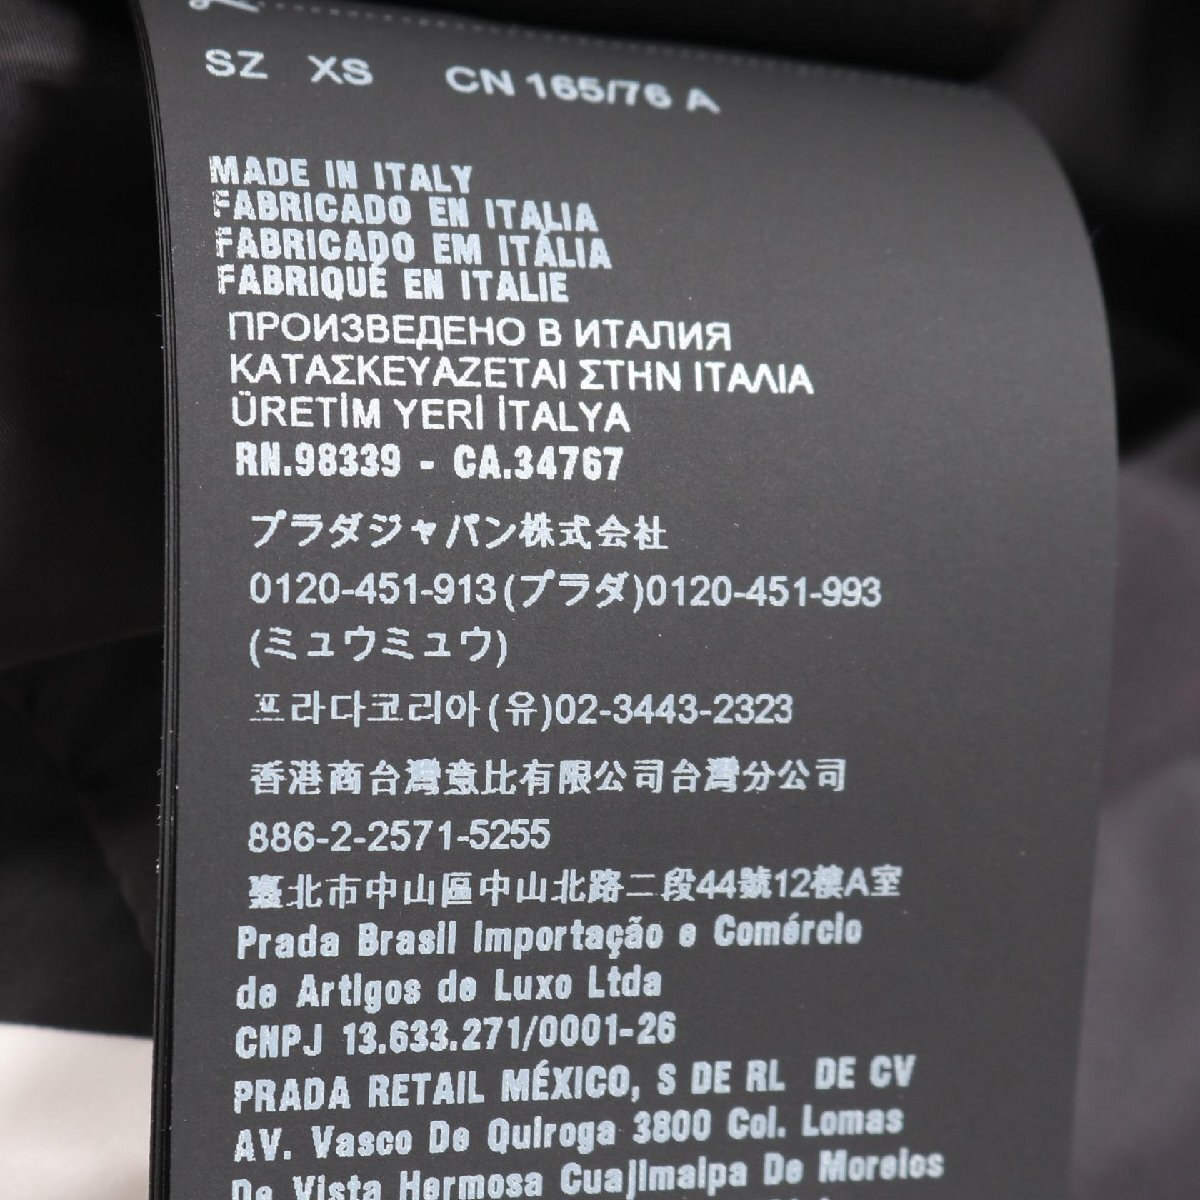 SZ XS CN 165/76 A
MADE IN ITALY
FABRICADO EN ITALIA
FABRICADO EM ITÁLIA
FABRIQUÉ EN ITALIE
ПРОИЗВЕДЕНО В ИТАЛИЯ
ΚΑΤΑΣΚΕΥΑΖΕΤΑΙ ΣΤΗΝ ΙΤΑΛΙΑ
ÜRETİM YERİ İTALYA
RN.98339 - CA.34767
プラダジャパン株式会社
0120-451-913(プラダ)0120-451-993
(ミュウミュウ)
프라다코리아(유)02-3443-2323
香港商台灣意比有限公司台灣分公司
886-2-2571-5255
臺北市中山區中山北路二段44號12樓A室
Prada Brasil Importação e Comércio
de Artigos de Luxo Ltda
CNPJ 13.633.271/0001-26
PRADA RETAIL MÉXICO, S DE RL DE CV
AV. Vasco De Quiroga 3800 Col. Lomas
De Vista Hermosa Cuajimalpa De Morelos